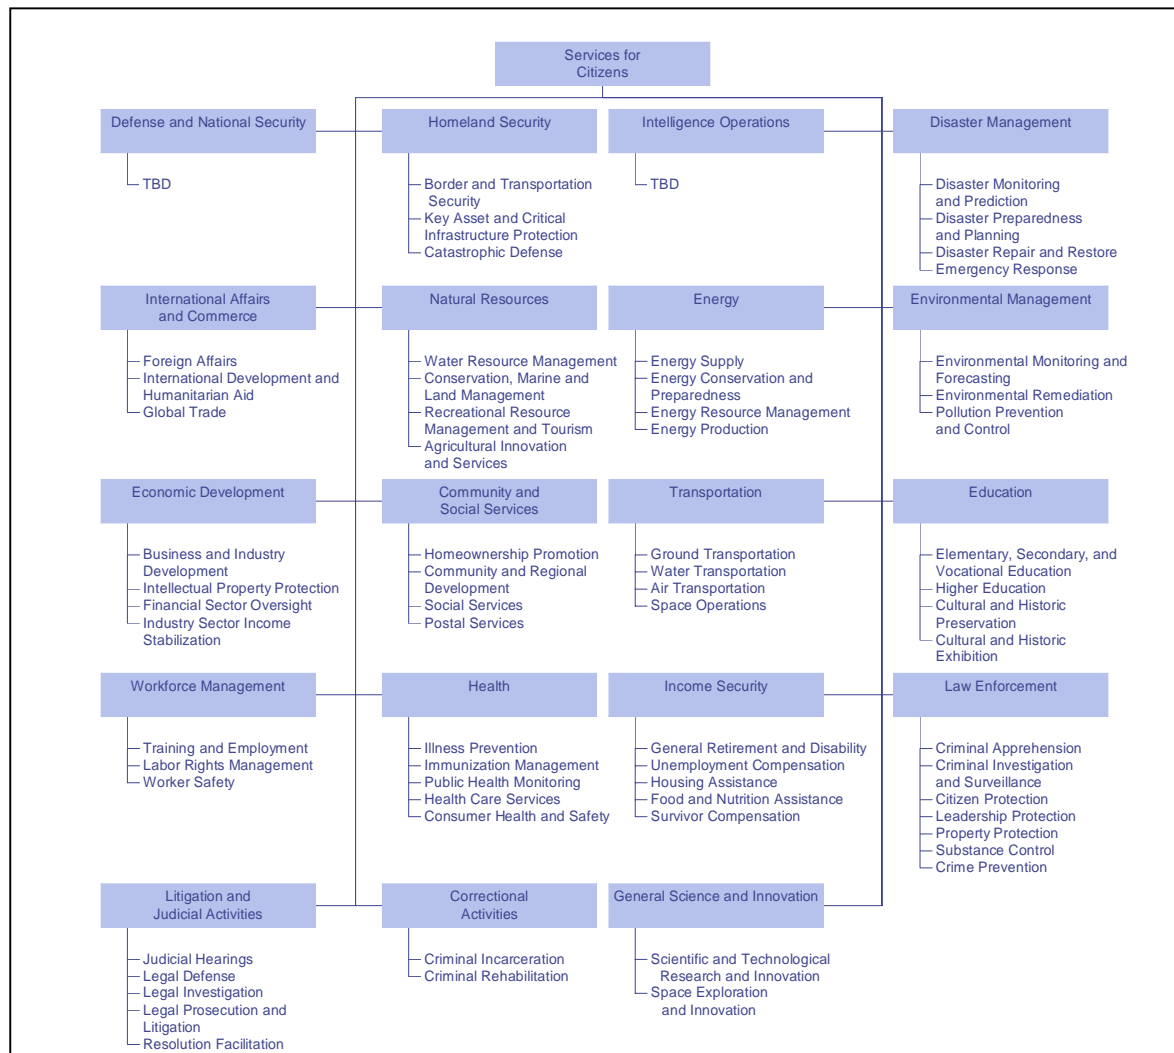 Services for
Citizens
Defense and National Security
TBD
Homeland Security
Border and Transportation
Security
Key Asset and Critical
Infrastructure Protection
Catastrophic Defense
Intelligence Operations
TBD
Disaster Management
Disaster Monitoring
and Prediction
Disaster Preparedness
and Planning
Disaster Repair and Restore
Emergency Response
International Affairs
and Commerce
Foreign Affairs
International Development and
Humanitarian Aid
Global Trade
Natural Resources
Water Resource Management
Conservation, Marine and
Land Management
Recreational Resource
Management and Tourism
Agricultural Innovation
and Services
Energy
Energy Supply
Energy Conservation and
Preparedness
Energy Resource Management
Energy Production
Environmental Management
Environmental Monitoring and
Forecasting
Environmental Remediation
Pollution Prevention
and Control
Economic Development
Business and Industry
Development
Intellectual Property Protection
Financial Sector Oversight
Industry Sector Income
Stabilization
Community and
Social Services
Homeownership Promotion
Community and Regional
Development
Social Services
Postal Services
Transportation
Ground Transportation
Water Transportation
Air Transportation
Space Operations
Education
Elementary, Secondary, and
Vocational Education
Higher Education
Cultural and Historic
Preservation
Cultural and Historic
Exhibition
Workforce Management
Training and Employment
Labor Rights Management
Worker Safety
Health
Illness Prevention
Immunization Management
Public Health Monitoring
Health Care Services
Consumer Health and Safety
Income Security
General Retirement and Disability
Unemployment Compensation
Housing Assistance
Food and Nutrition Assistance
Survivor Compensation
Law Enforcement
Criminal Apprehension
Criminal Investigation
and Surveillance
Citizen Protection
Leadership Protection
Property Protection
Substance Control
Crime Prevention
Litigation and
Judicial Activities
Judicial Hearings
Legal Defense
Legal Investigation
Legal Prosecution and
Litigation
Resolution Facilitation
Correctional
Activities
Criminal Incarceration
Criminal Rehabilitation
General Science and Innovation
Scientific and Technological
Research and Innovation
Space Exploration
and Innovation